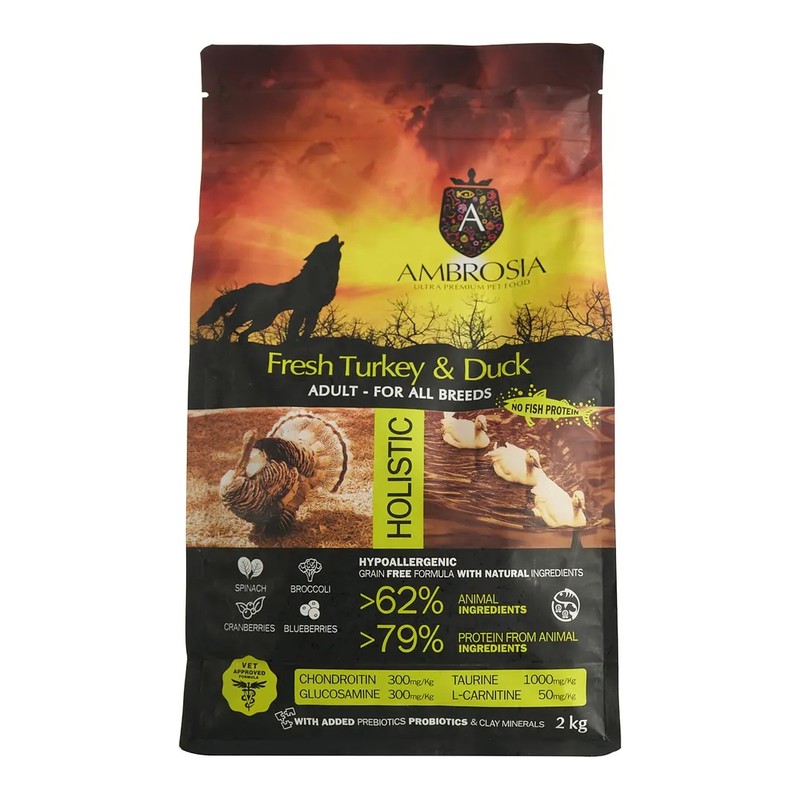 A
AMBROSIA
ULTRA PREMIUM PET FOOD
Fresh Turkey & Duck
ADULT - FOR ALL BREEDS
NO FISH PROTEIN
HOLISTIC
HYPOALLERGENIC
GRAIN FREE FORMULA WITH NATURAL INGREDIENTS
SPINACH
BROCCOLI
CRANBERRIES
BLUEBERRIES
>62% ANIMAL
INGREDIENTS
>79% PROTEIN FROM ANIMAL
INGREDIENTS
VET
APPROVED
FORMULA
CHONDROITIN 300mg/Kg TAURINE 1000mg/Kg
GLUCOSAMINE 300mg/Kg L-CARNITINE 50mg/Kg
WITH ADDED PREBIOTICS PROBIOTICS & CLAY MINERALS 2 kg